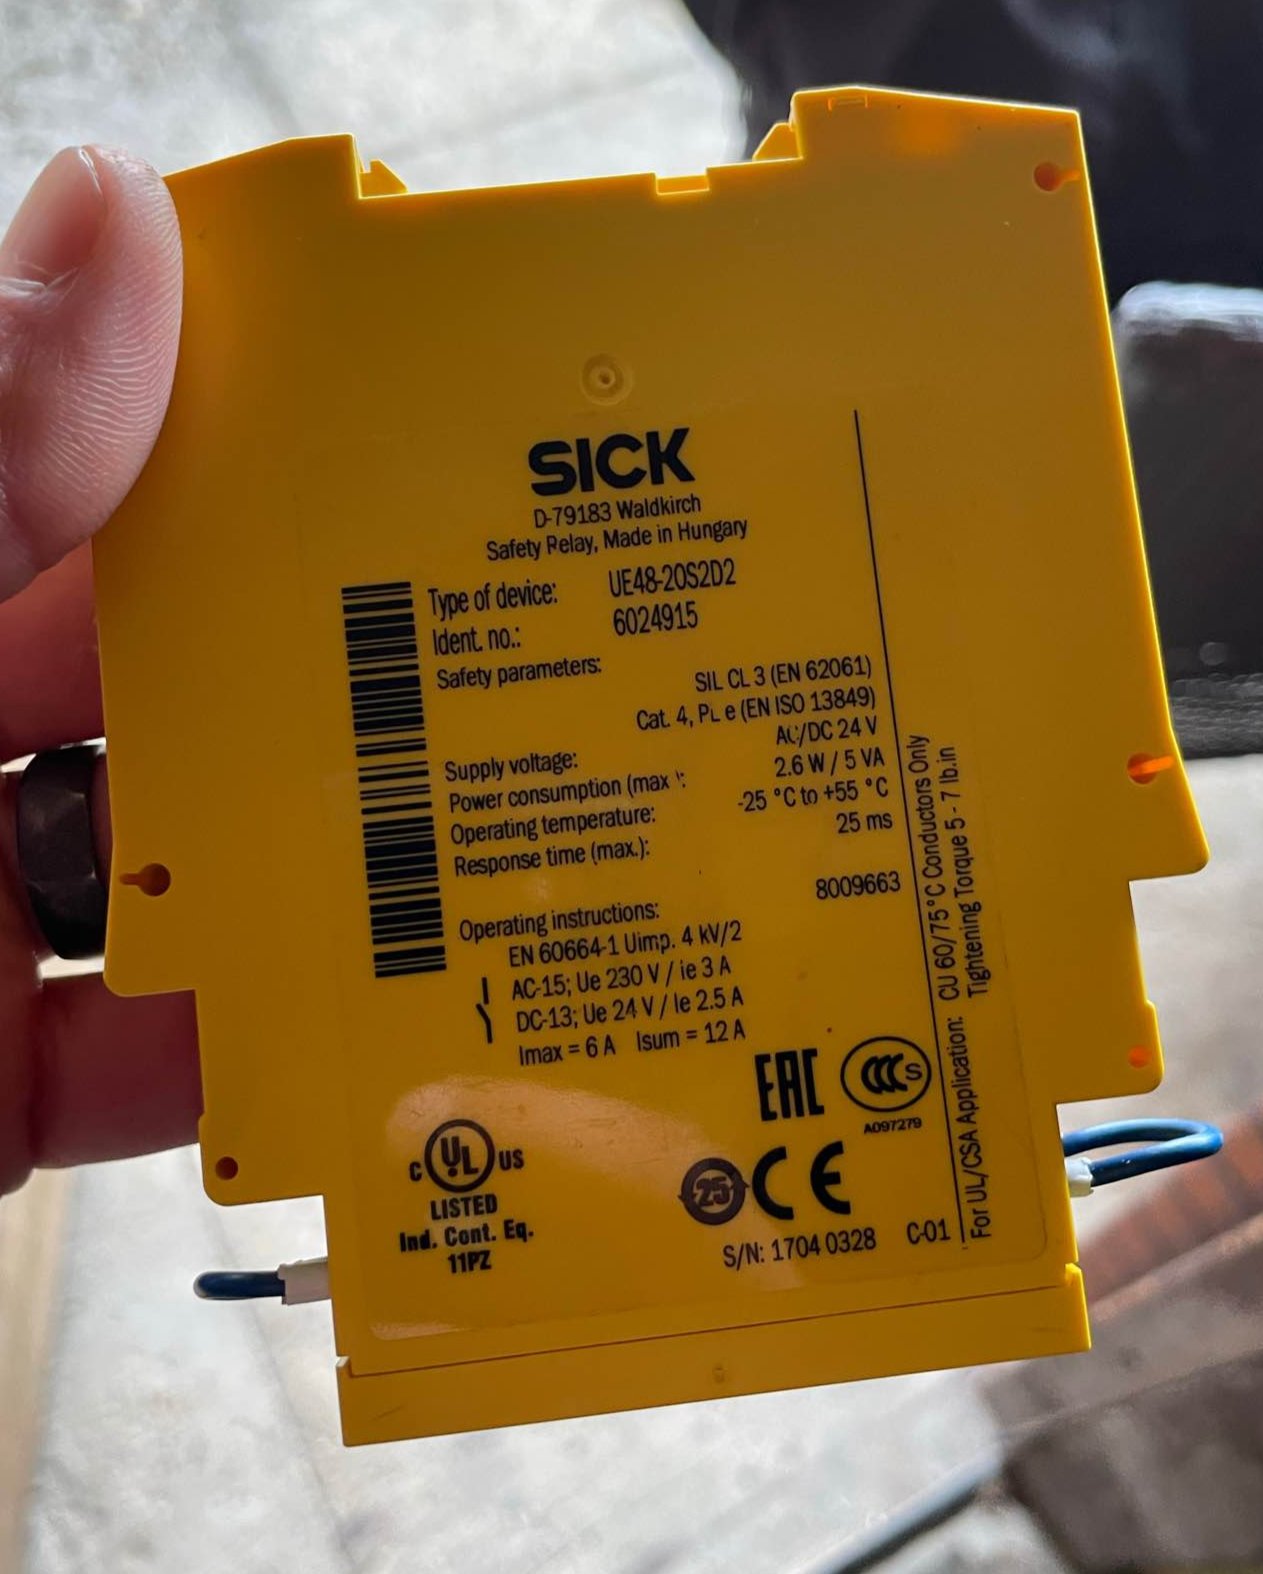 SICK
D-79183 Waldkirch
Safety Relay, Made in Hungary
Type of device: UE48-20S2D2
Ident. no.: 6024915
Safety parameters:
SIL CL 3 (EN 62061)
Cat. 4, PL e (EN ISO 13849)
Supply voltage: AC/DC 24 V
Power consumption (max.): 2.6 W / 5 VA
Operating temperature: -25 °C to +55 °C
Response time (max.): 25 ms
Operating instructions: 8009663
EN 60664-1 Uimp. 4 kV/2
AC-15; Ue 230 V / ie 3 A
DC-13; Ue 24 V / Ie 2.5 A
Imax = 6 A Isum = 12 A
EAC CCC S
A097279
C UL US
LISTED
Ind. Cont. Eq.
11PZ
25 CE
S/N: 1704 0328 C-01
For UL/CSA Application: CU 60/75°C Conductors Only
Tightening Torque 5 - 7 lb.in